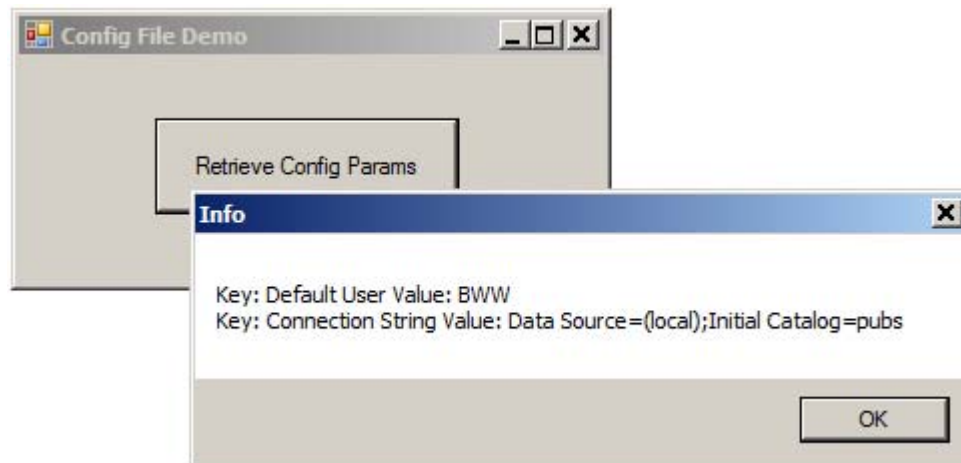 Config File Demo
Retrieve Config Params
Info
Key: Default User Value: BWW
Key: Connection String Value: Data Source=(local);Initial Catalog=pubs
OK